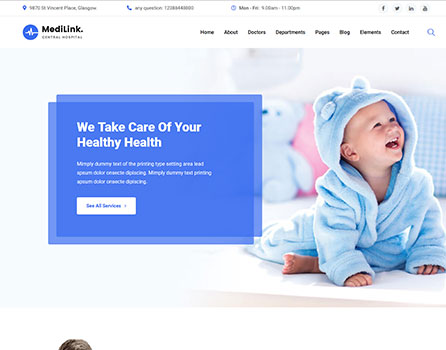 9870 St Vincent Place, Glasgow
any question: 12088440800
Mon - Fri: 9.00am - 11.00pm
MediLink.
CENTRAL HOSPITAL
Home About Doctors Departments Pages Blog Elements Contact
We Take Care Of Your
Healthy Health
Mimply dummy text of the printing type setting area lead
apsum dolor onsecte dipiscing. Mimply dummy text printing
apsum dolor onsecte dipiscing.
See All Services